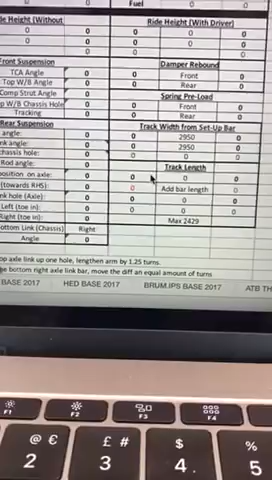 Fuel
0 0 0 0
de Height (Without Ride Height (With Driver)
0 0 0 0 0
0 0 0 0 0
0 0 0 0
Front Suspension Damper Rebound
TCA Angle 0 0 Front 0
Top W/B Angle 0 0 Rear 0
Comp Strut Angle 0 0 Spring Pre-Load
p W/B Chassis Hole 0 0 Front 0
Tracking 0 0 Rear 0
Rear Suspension Track Width from Set-Up Bar
angle: 0 0 2950 0
nk angle: 0 0 2950 0
chassis hole: 0 0 0 0
Rod angle: 0 Track Length
position on axle: 0 0 0 0
(towards RHS): 0 0 Add bar length 0
nk hole (Axle): 0 0 0 0
Left (toe in): 0 0 0 0
Right (toe in): 0 Max 2429
ottom Link (Chassis) Right
Angle 0
op axle link up one hole, lengthen arm by 1.25 turns.
ge bottom right axle link bar, move the diff an equal amount of turns
BASE 2017 HED BASE 2017 BRUM.IPS BASE 2017 ATB TH
F1 F2 F3 F4
@ € £ # $ %
2 3 4 5